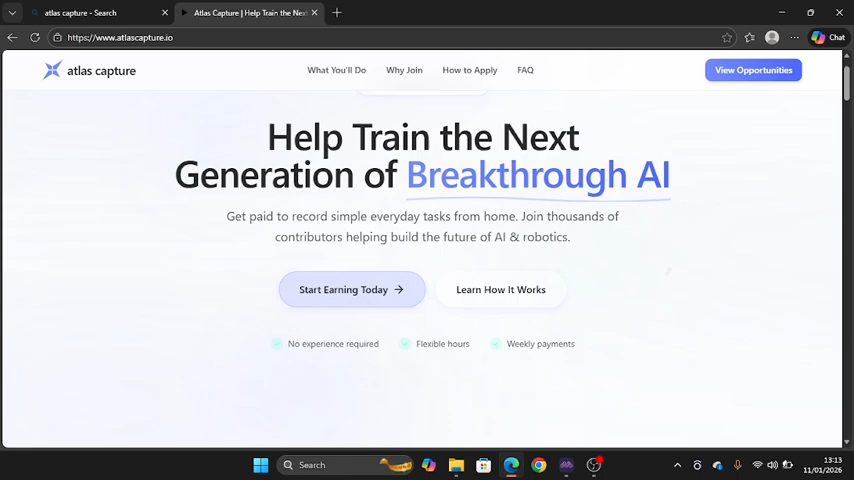 atlas capture - Search
Atlas Capture | Help Train the Next
https://www.atlascapture.io
Chat
atlas capture
What You'll Do
Why Join
How to Apply
FAQ
View Opportunities
Help Train the Next
Generation of Breakthrough AI
Get paid to record simple everyday tasks from home. Join thousands of
contributors helping build the future of AI & robotics.
Start Earning Today →
Learn How It Works
No experience required
Flexible hours
Weekly payments
Search
13:13
11/01/2026